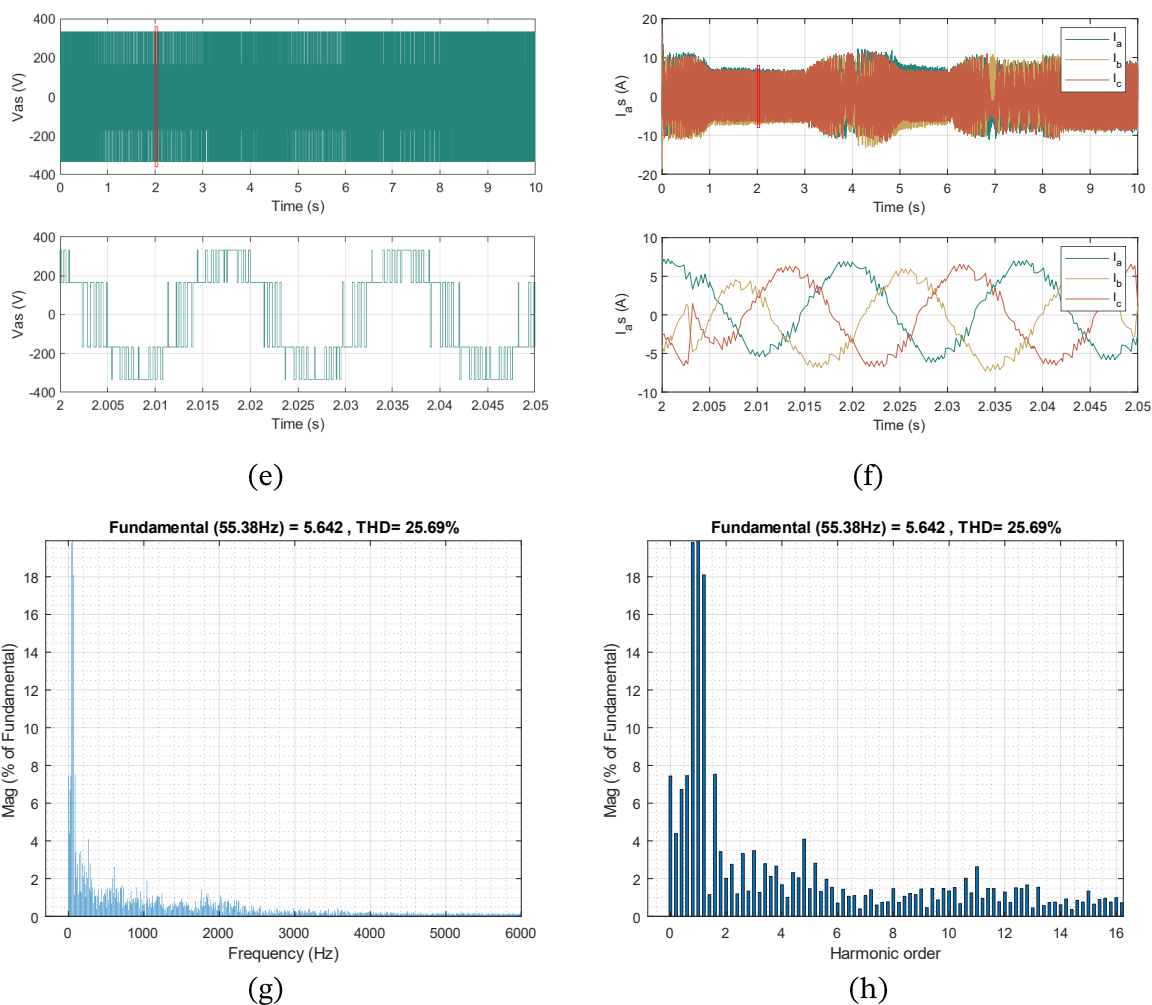 400
200
0
-200
-400
Vas (V)
0 1 2 3 4 5 6 7 8 9 10
Time (s)
400
200
0
-200
-400
Vas (V)
2 2.005 2.01 2.015 2.02 2.025 2.03 2.035 2.04 2.045 2.05
Time (s)
(e)
20
10
0
-10
-20
I_a s (A)
I_a
I_b
I_c
0 1 2 3 4 5 6 7 8 9 10
Time (s)
10
5
0
-5
-10
I_a s (A)
I_a
I_b
I_c
2 2.005 2.01 2.015 2.02 2.025 2.03 2.035 2.04 2.045 2.05
Time (s)
(f)
Fundamental (55.38Hz) = 5.642 , THD= 25.69%
18
16
14
12
10
8
6
4
2
0
Mag (% of Fundamental)
0 1000 2000 3000 4000 5000 6000
Frequency (Hz)
(g)
Fundamental (55.38Hz) = 5.642 , THD= 25.69%
18
16
14
12
10
8
6
4
2
0
Mag (% of Fundamental)
0 2 4 6 8 10 12 14 16
Harmonic order
(h)